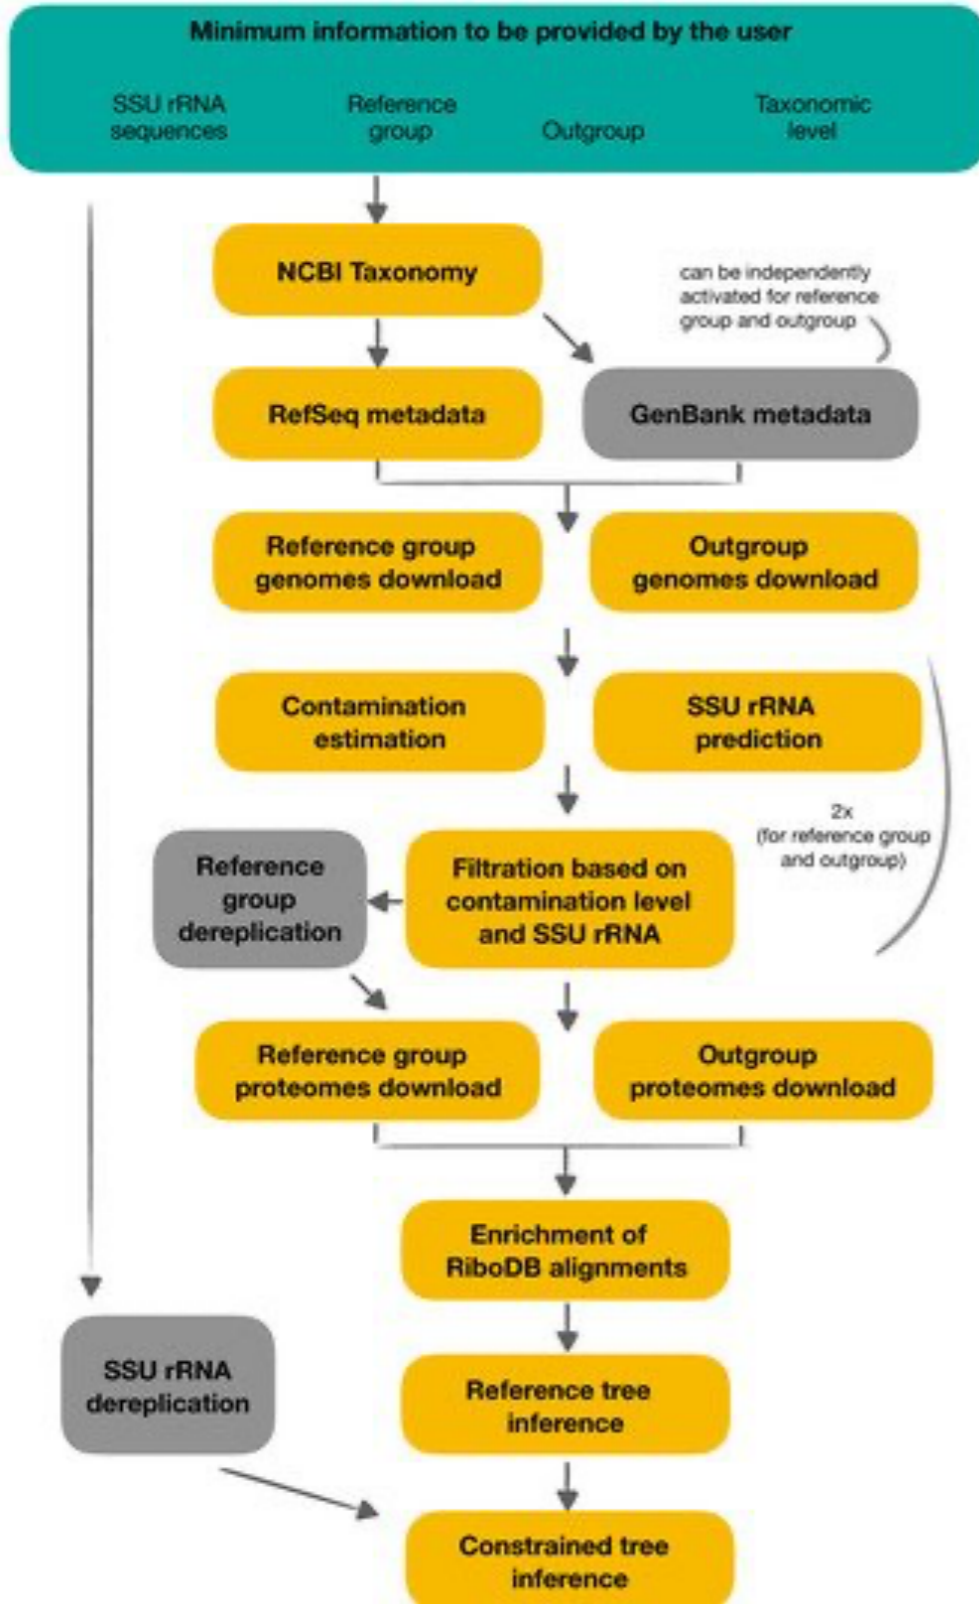 Minimum information to be provided by the user
SSU rRNA
sequences
Reference
group
Outgroup
Taxonomic
level
NCBI Taxonomy
can be independently
activated for reference
group and outgroup
RefSeq metadata
GenBank metadata
Reference group
genomes download
Outgroup
genomes download
Contamination
estimation
SSU rRNA
prediction
2x
(for reference group
and outgroup)
Reference
group
dereplication
Filtration based on
contamination level
and SSU rRNA
Reference group
proteomes download
Outgroup
proteomes download
Enrichment of
RiboDB alignments
SSU rRNA
dereplication
Reference tree
inference
Constrained tree
inference